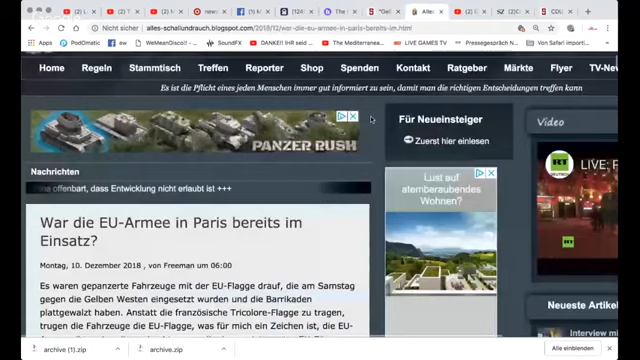 Nicht sicher | alles-schallundrauch.blogspot.com/2018/12/war-die-eu-armee-in-paris-bereits-im.html
Apps PodOmatic WeMeanDisco!! SoundFX DANKE!! IHR seid The Mediterranea... LIVE GAMES TV Pressegespräch N... Von Safari importiert
Home Regeln Stammtisch Treffen Reporter Shop Spenden Kontakt Ratgeber Märkte Flyer TV-New
Es ist die Pflicht eines jeden Menschen immer gut informiert zu sein, damit man die richtigen Entscheidungen treffen kann
PANZER RUSH
Für Neueinsteiger
Zuerst hier einlesen
Video
Nachrichten
offenbart, dass Entwicklung nicht erlaubt ist +++
Lust auf
atemberaubendes
Wohnen?
RT
DEUTSCH
LIVE:
RT
War die EU-Armee in Paris bereits im
Einsatz?
Montag, 10. Dezember 2018 , von Freeman um 06:00
Es waren gepanzerte Fahrzeuge mit der EU-Flagge drauf, die am Samstag
gegen die Gelben Westen eingesetzt wurden und die Barrikaden
plattgewalzt haben. Anstatt die französische Tricolore-Flagge zu tragen,
trugen die Fahrzeuge die EU-Flagge, was für mich ein Zeichen ist, die EU-
Neueste Artikel
Interview mit
archive (1).zip
archive.zip
Alle einblenden